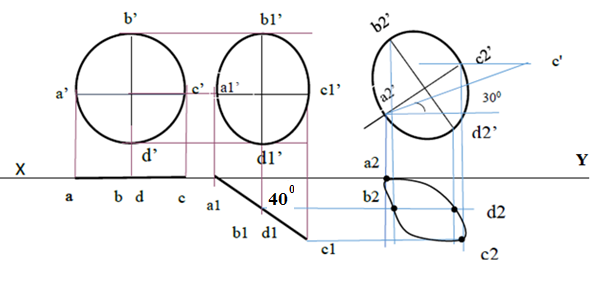 b' b1' b2'
a' c' a1' c1' a2' c2' c'
30⁰
d' d1' d2'
X a2 Y
a b d c a1 40⁰ b2 d2
b1 d1 c1 c2